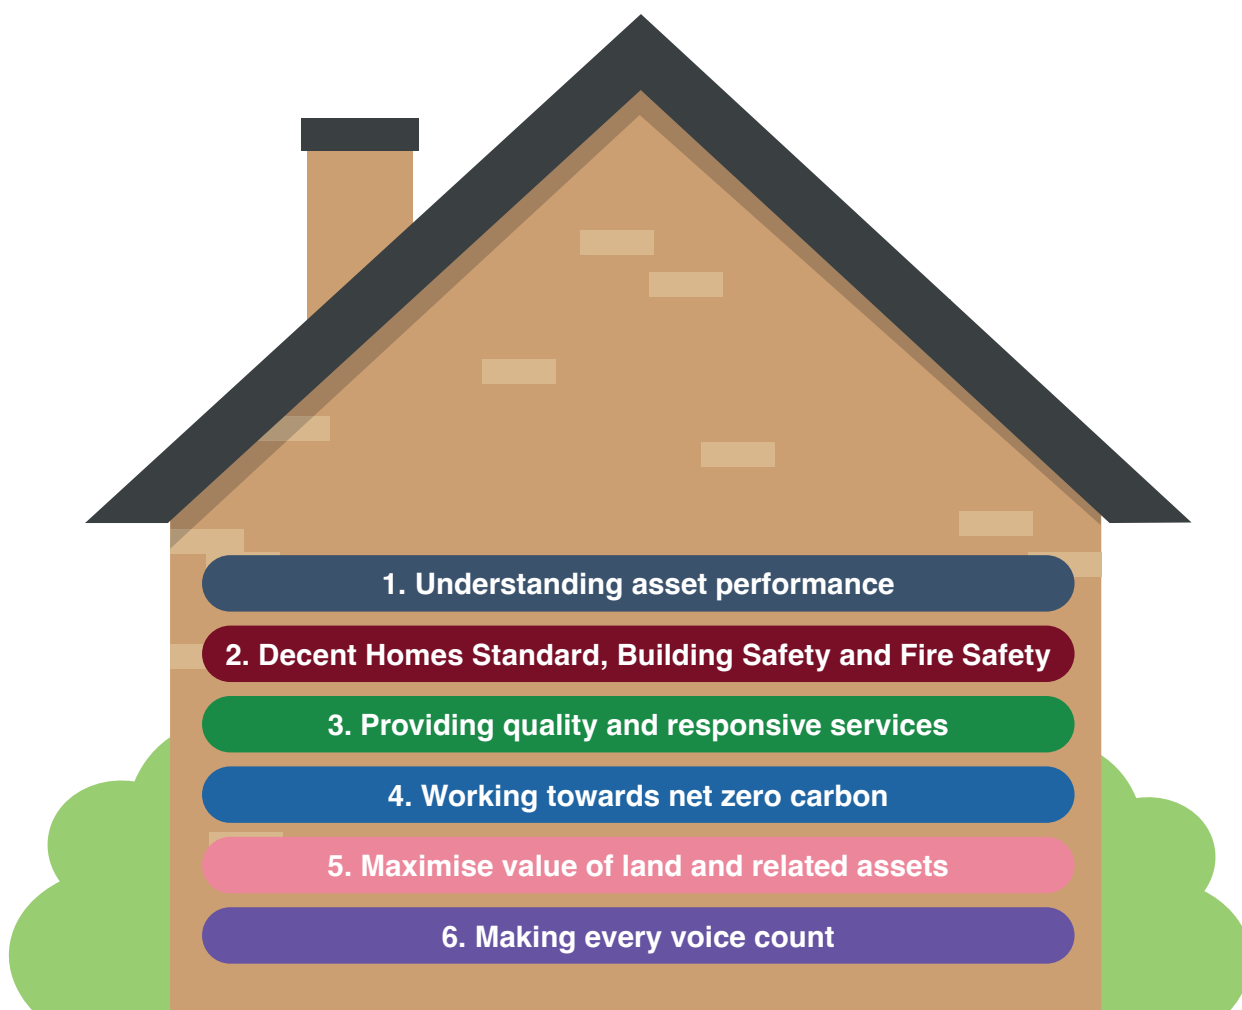 1. Understanding asset performance
2. Decent Homes Standard, Building Safety and Fire Safety
3. Providing quality and responsive services
4. Working towards net zero carbon
5. Maximise value of land and related assets
6. Making every voice count